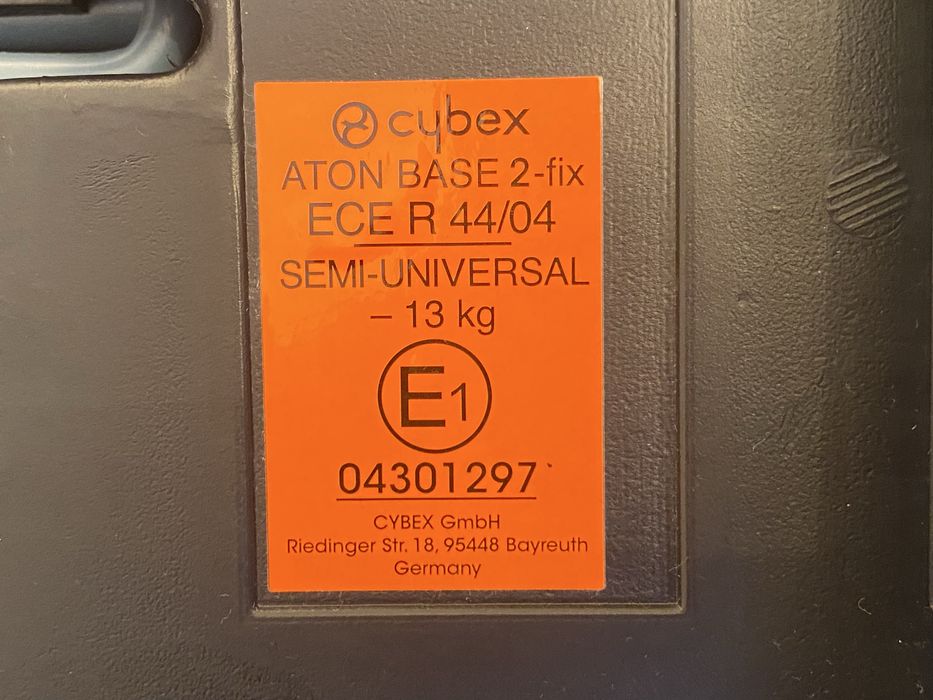 cybex
ATON BASE 2-fix
ECE R 44/04
SEMI-UNIVERSAL
– 13 kg
E1
04301297
CYBEX GmbH
Riedinger Str. 18, 95448 Bayreuth
Germany